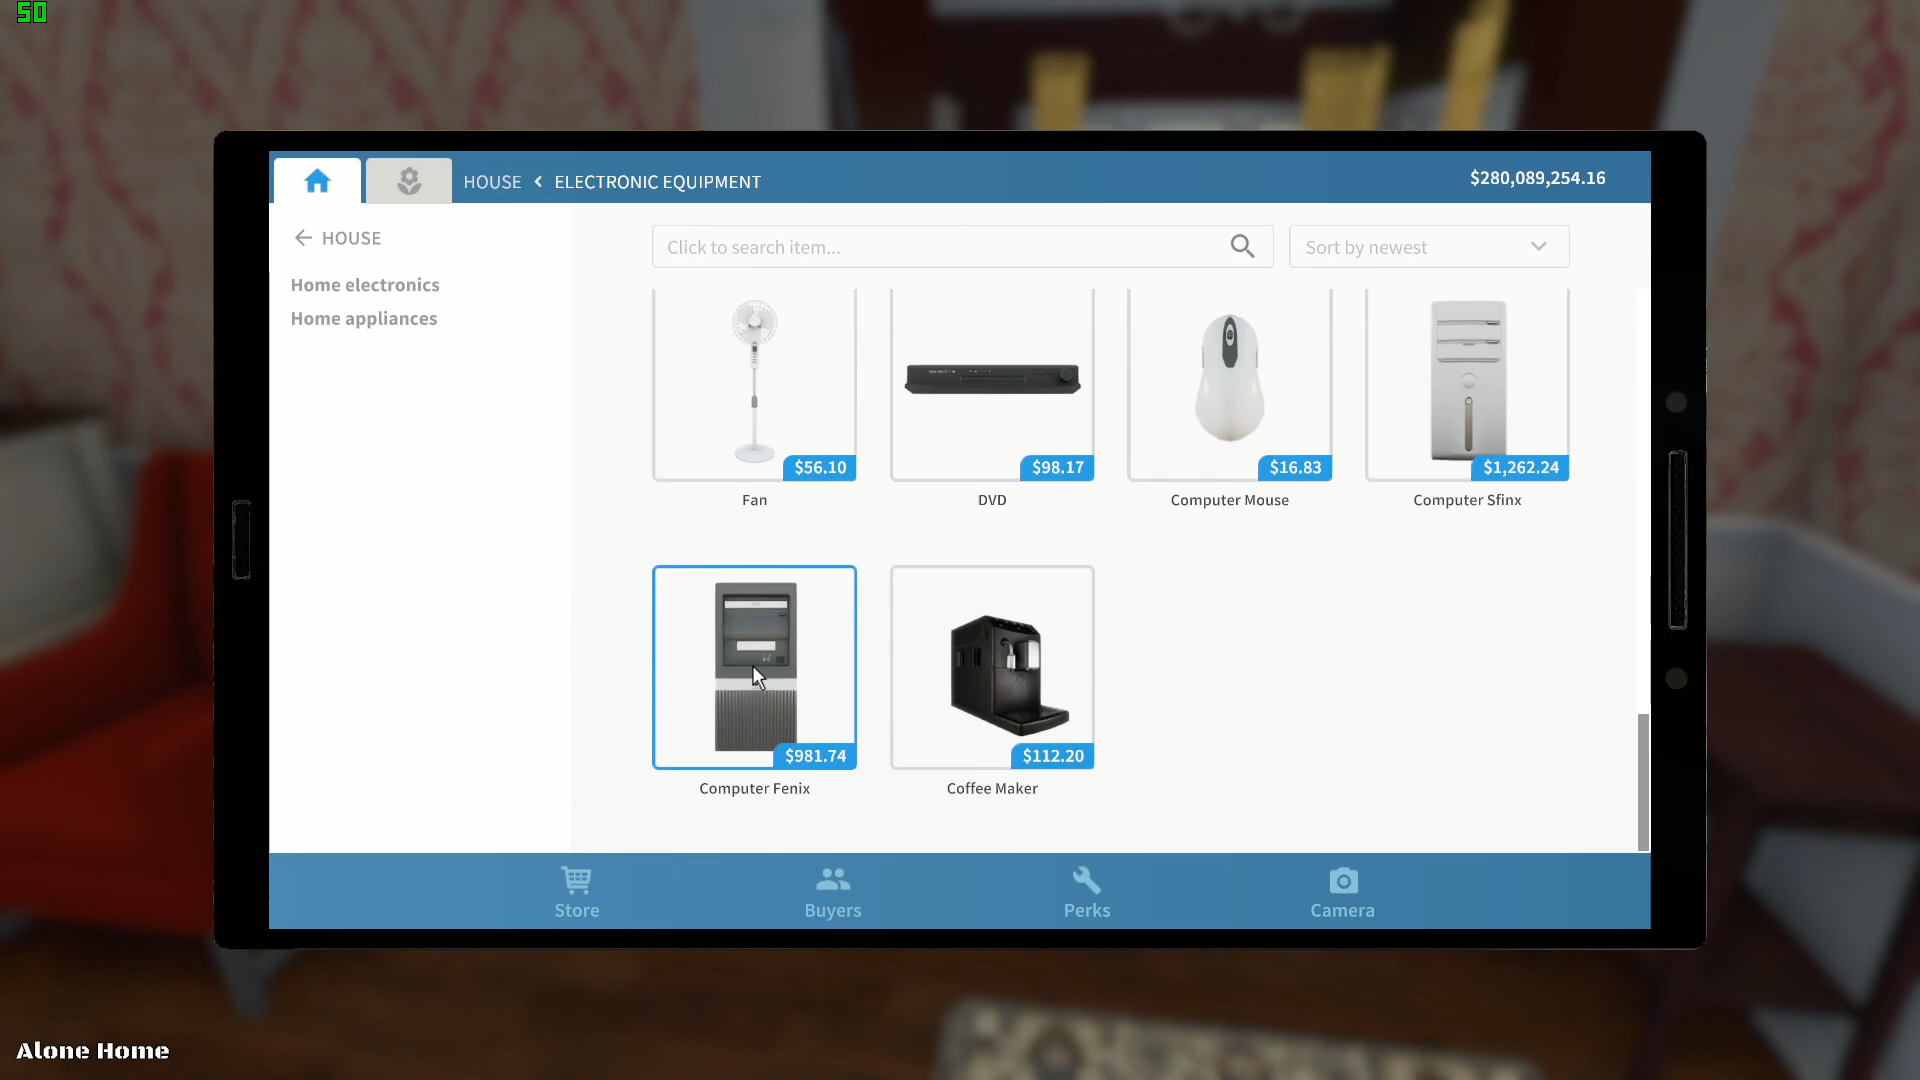 50
HOUSE < ELECTRONIC EQUIPMENT
$280,089,254.16
HOUSE
Home electronics
Home appliances
Click to search item...
Sort by newest
$56.10
$98.17
$16.83
$1,262.24
Fan
DVD
Computer Mouse
Computer Sfinx
$981.74
$112.20
Computer Fenix
Coffee Maker
Store
Buyers
Perks
Camera
Alone Home